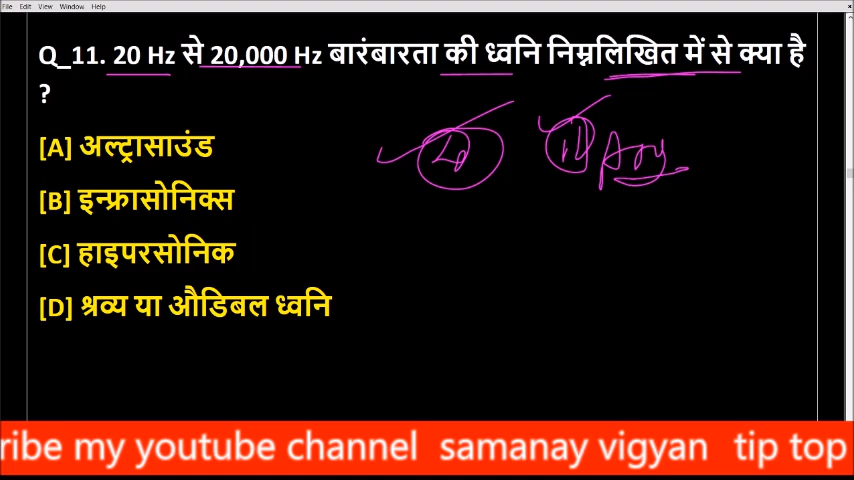 File Edit View Window Help
Q_11. 20 Hz से 20,000 Hz बारंबारता की ध्वनि निम्नलिखित में से क्या है
?
[A] अल्ट्रासाउंड
[B] इन्फ्रासोनिक्स
[C] हाइपरसोनिक
[D] श्रव्य या औडिबल ध्वनि
ribe my youtube channel samanay vigyan tip top